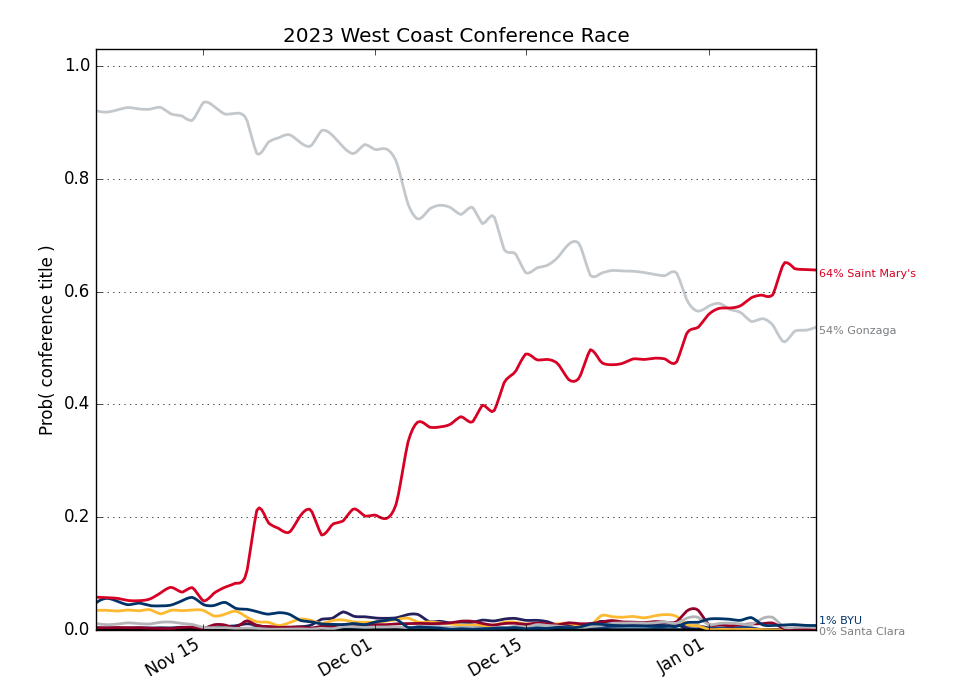 2023 West Coast Conference Race
1.0
0.8
0.6
0.4
0.2
0.0
Prob( conference title )
64% Saint Mary's
54% Gonzaga
1% BYU
0% Santa Clara
Nov 15
Dec 01
Dec 15
Jan 01